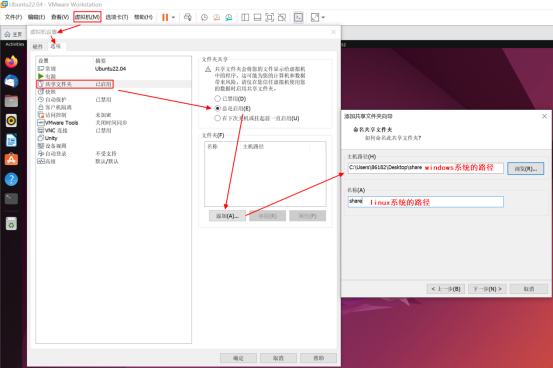 Ubuntu22.04 - VMware Workstation
文件(F) 编辑(E) 查看(V) 虚拟机(M) 选项卡(T) 帮助(H)
主页
Activities
虚拟机设置
硬件 选项
设置 摘要
常规 Ubuntu22.04
电源
共享文件夹 已启用
快照
自动保护 已禁用
客户机隔离
访问控制 未加密
VMware Tools 关闭时间同步
VNC 连接 已禁用
Unity
设备视图
自动登录 不受支持
高级 默认/默认
文件夹共享
共享文件夹会将您的文件显示给虚拟机
中的程序。这可能为您的计算机和数据
带来风险。请仅在您信任虚拟机使用您
的数据时启用共享文件夹。
已禁用(D)
总是启用(E)
在下次关机或挂起前一直启用(U)
文件夹(F)
名称 主机路径
添加(A)...
确定 取消 帮助
添加共享文件夹向导
命名共享文件夹
如何命名此共享文件夹?
主机路径(H)
C:\Users\86182\Desktop\share windows系统的路径
浏览(R)...
名称(A)
share linux系统的路径
< 上一步(B) 下一步(N) > 取消